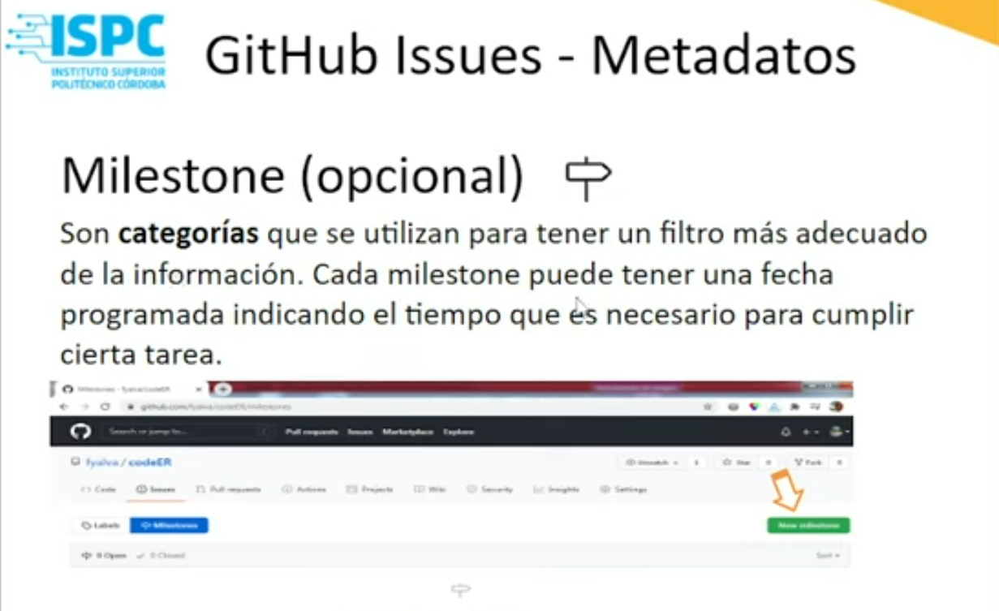 ISPC
INSTITUTO SUPERIOR
POLITÉCNICO CÓRDOBA
GitHub Issues - Metadatos
Milestone (opcional)
Son categorías que se utilizan para tener un filtro más adecuado
de la información. Cada milestone puede tener una fecha
programada indicando el tiempo que es necesario para cumplir
cierta tarea.
Milestones - fyalva/codeER
github.com/fyalva/codeER/milestones
Search or jump to... Pull requests Issues Marketplace Explore
fyalva / codeER Unwatch 1 Star 0 Fork 0
Code Issues Pull requests Actions Projects Wiki Security Insights Settings
Labels Milestones New milestone
0 Open 0 Closed Sort